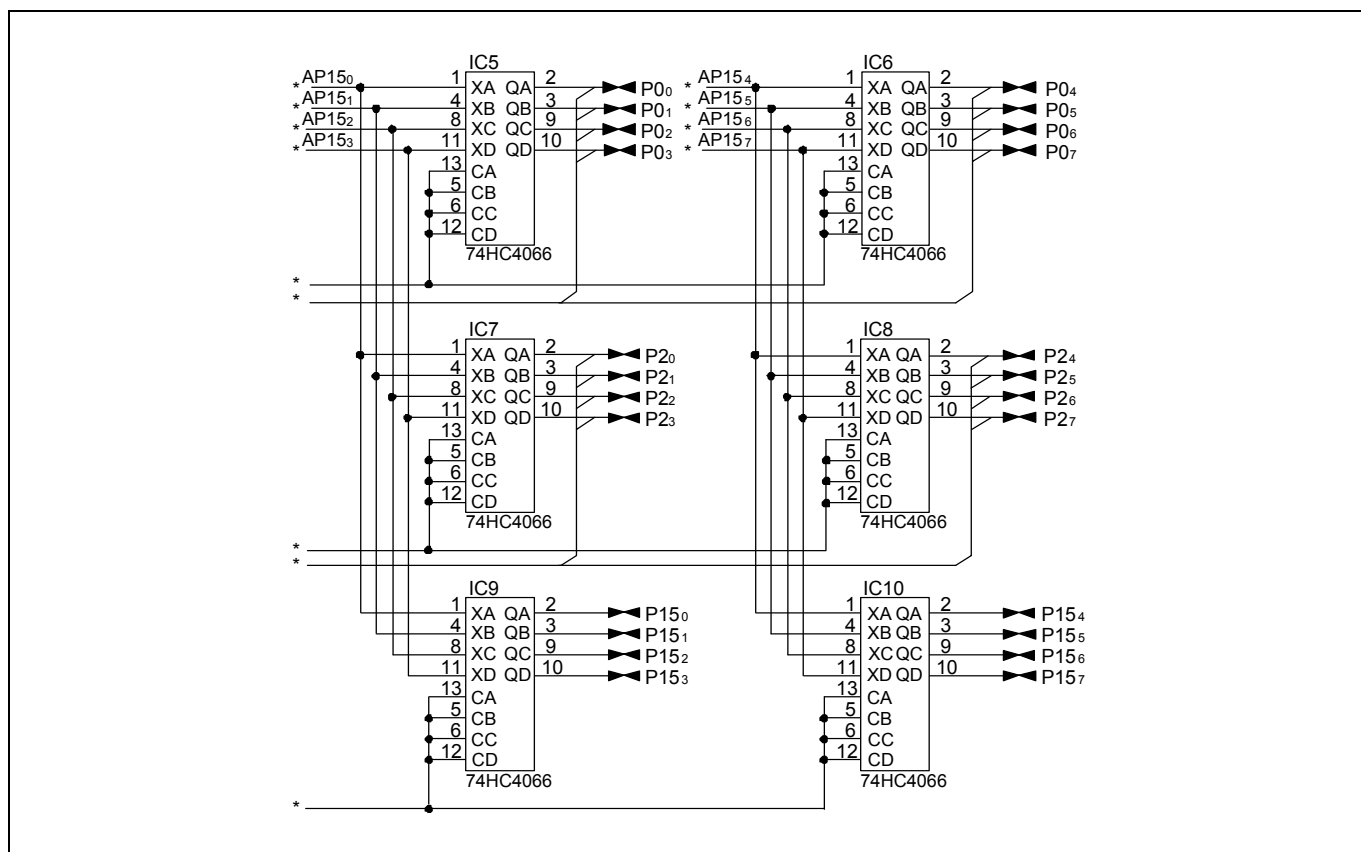 IC5
* AP150 1 XA QA 2 P00
* AP151 4 XB QB 3 P01
* AP152 8 XC QC 9 P02
* AP153 11 XD QD 10 P03
13 CA
5 CB
6 CC
12 CD
74HC4066
IC6
* AP154 1 XA QA 2 P04
* AP155 4 XB QB 3 P05
* AP156 8 XC QC 9 P06
* AP157 11 XD QD 10 P07
13 CA
5 CB
6 CC
12 CD
74HC4066
*
*
IC7
1 XA QA 2 P20
4 XB QB 3 P21
8 XC QC 9 P22
11 XD QD 10 P23
13 CA
5 CB
6 CC
12 CD
74HC4066
IC8
1 XA QA 2 P24
4 XB QB 3 P25
8 XC QC 9 P26
11 XD QD 10 P27
13 CA
5 CB
6 CC
12 CD
74HC4066
*
*
IC9
1 XA QA 2 P150
4 XB QB 3 P151
8 XC QC 9 P152
11 XD QD 10 P153
13 CA
5 CB
6 CC
12 CD
74HC4066
IC10
1 XA QA 2 P154
4 XB QB 3 P155
8 XC QC 9 P156
11 XD QD 10 P157
13 CA
5 CB
6 CC
12 CD
74HC4066
*